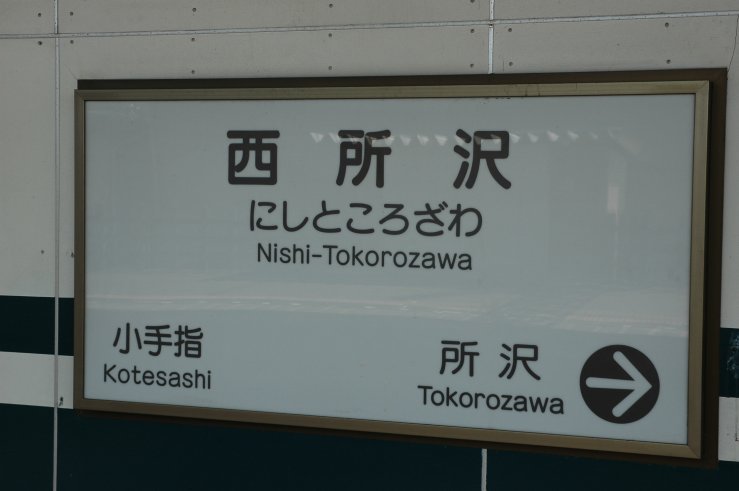 西所沢
にしところざわ
Nishi-Tokorozawa
小手指
Kotesashi
所沢
Tokorozawa